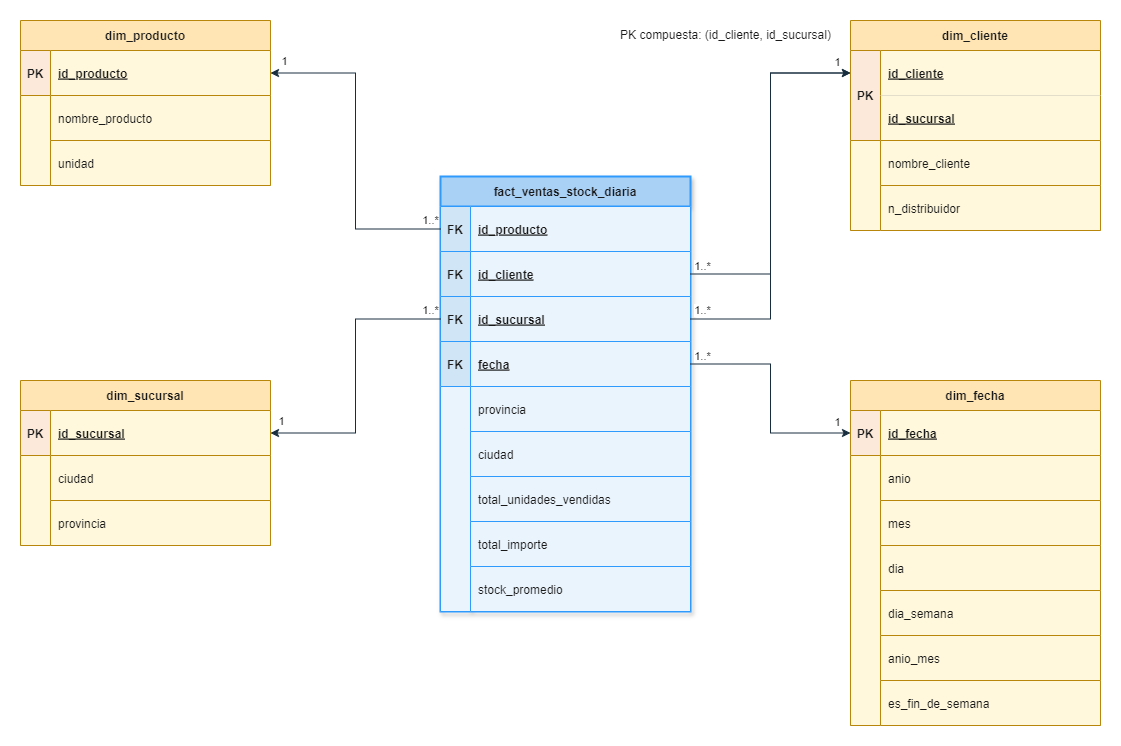 dim_producto
PK id_producto
nombre_producto
unidad
1
1..*
PK compuesta: (id_cliente, id_sucursal)
dim_cliente
PK
id_cliente
id_sucursal
nombre_cliente
n_distribuidor
1
fact_ventas_stock_diaria
FK id_producto
FK id_cliente
FK id_sucursal
FK fecha
provincia
ciudad
total_unidades_vendidas
total_importe
stock_promedio
1..*
1..*
1..*
1..*
dim_sucursal
PK id_sucursal
ciudad
provincia
1
dim_fecha
PK id_fecha
anio
mes
dia
dia_semana
anio_mes
es_fin_de_semana
1